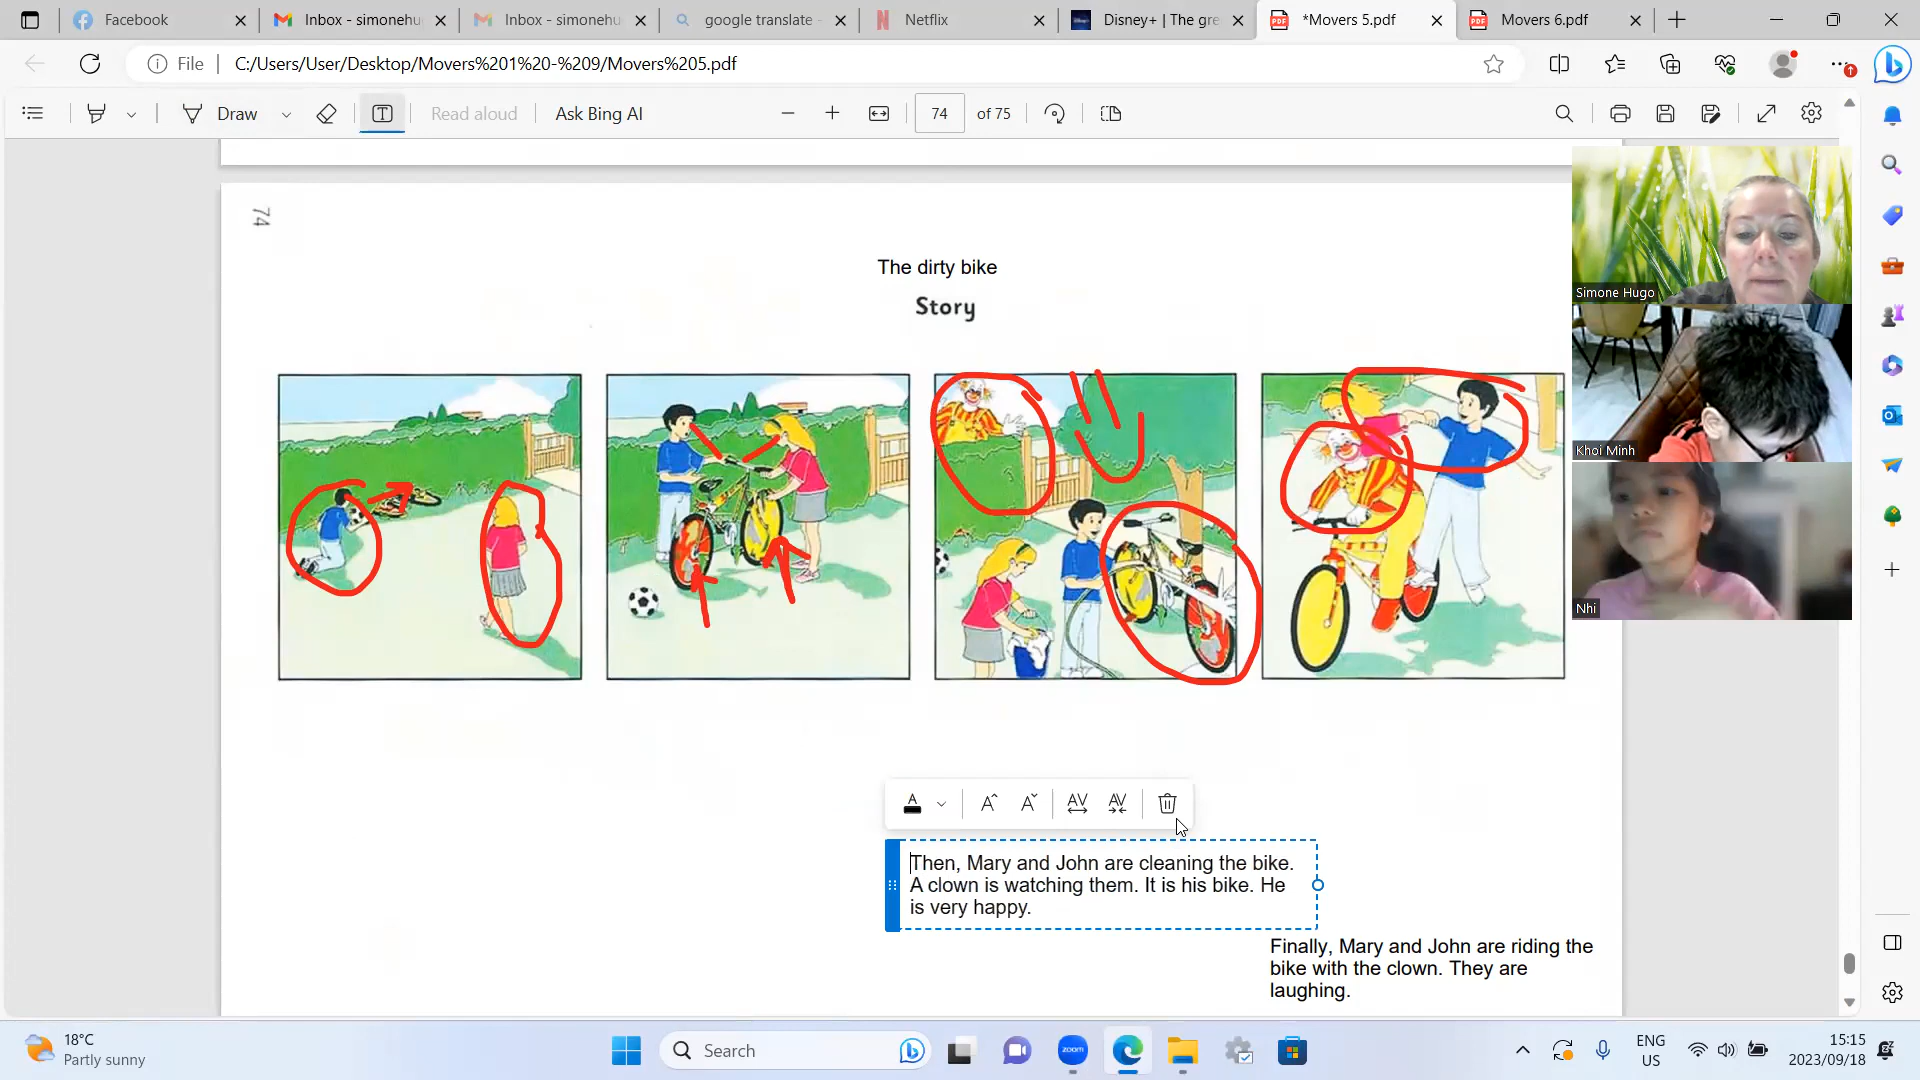 Facebook
Inbox - simonehu
Inbox - simonehu
google translate -
Netflix
Disney+ | The gre
*Movers 5.pdf
Movers 6.pdf
File
C:/Users/User/Desktop/Movers%201%20-%209/Movers%205.pdf
Draw
Read aloud
Ask Bing AI
74
of 75
74
The dirty bike
Story
Simone Hugo
Khoi Minh
Nhi
Then, Mary and John are cleaning the bike.
A clown is watching them. It is his bike. He
is very happy.
Finally, Mary and John are riding the
bike with the clown. They are
laughing.
18°C
Partly sunny
Search
zoom
ENG
US
15:15
2023/09/18